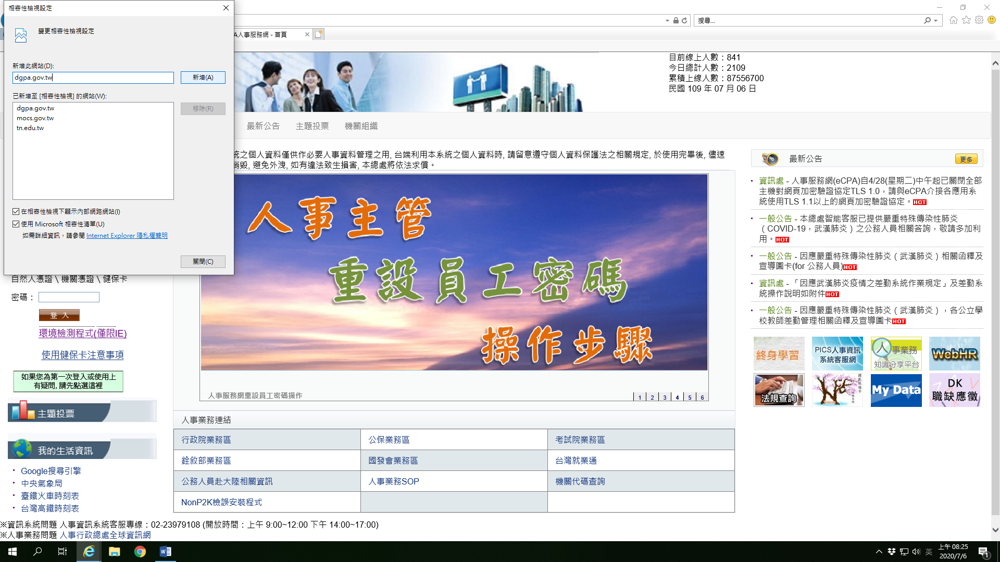 相容性檢視設定
變更相容性檢視設定
新增此網站(D):
dgpa.gov.tw
新增(A)
已新增至 [相容性檢視] 的網站(W):
dgpa.gov.tw
mocs.gov.tw
tn.edu.tw
移除(R)
在相容性檢視下顯示內部網路網站(I)
使用 Microsoft 相容性清單(U)
如需詳細資訊，請參閱 Internet Explorer 隱私權聲明
關閉(C)
搜尋...
A人事服務網 - 首頁
目前線上人數：841
今日總計人數：2109
累積上線人數：87556700
民國 109 年 07 月 06 日
最新公告
主題投票
機關組織
統之個人資料僅供作必要人事資料管理之用, 台端利用本系統之個人資料時, 請留意遵守個人資料保護法之相關規定, 於使用完畢後, 儘速
銷毀, 避免外洩, 如有違法致生損害, 本總處將依法求償。
人事主管
重設員工密碼
操作步驟
人事服務網重設員工密碼操作
1 2 3 4 5 6
自然人憑證 \ 機關憑證 \ 健保卡
密碼：
登 入
環境檢測程式(僅限IE)
使用健保卡注意事項
如果您為第一次登入或使用上
有疑問, 請先點選這裡
主題投票
我的生活資訊
Google搜尋引擎
中央氣象局
臺鐵火車時刻表
台灣高鐵時刻表
人事業務連結
行政院業務區
公保業務區
考試院業務區
銓敘部業務區
國發會業務區
台灣就業通
公務人員赴大陸相關資訊
人事業務SOP
機關代碼查詢
NonP2K檢誤安裝程式
最新公告
更多
資訊處 - 人事服務網(eCPA)自4/28(星期二)中午起已關閉全部
主機對網頁加密驗證協定TLS 1.0，請與eCPA介接各應用系
統使用TLS 1.1以上的網頁加密驗證協定。HOT
一般公告 - 本總處智能客服已提供嚴重特殊傳染性肺炎
（COVID-19，武漢肺炎）之公務人員相關答詢，敬請多加利
用。HOT
一般公告 - 因應嚴重特殊傳染性肺炎（武漢肺炎）相關函釋及
宣導圖卡(for 公務人員)HOT
資訊處 - 「因應武漢肺炎疫情之差勤系統作業規定」及差勤系
統操作說明如附件HOT
一般公告 - 因應嚴重特殊傳染性肺炎（武漢肺炎），各公立學
校教師差勤管理相關函釋及宣導圖卡HOT
終身學習
PICS人事資訊
系統客服網
人事業務
知識分享平台
WebHR
法規查詢
My Data
DK
職缺應徵
※資訊系統問題 人事資訊系統客服專線：02-23979108 (開放時間：上午 9:00~12:00 下午 14:00~17:00)
※人事業務問題 人事行政總處全球資訊網
英
上午 08:25
2020/7/6
1